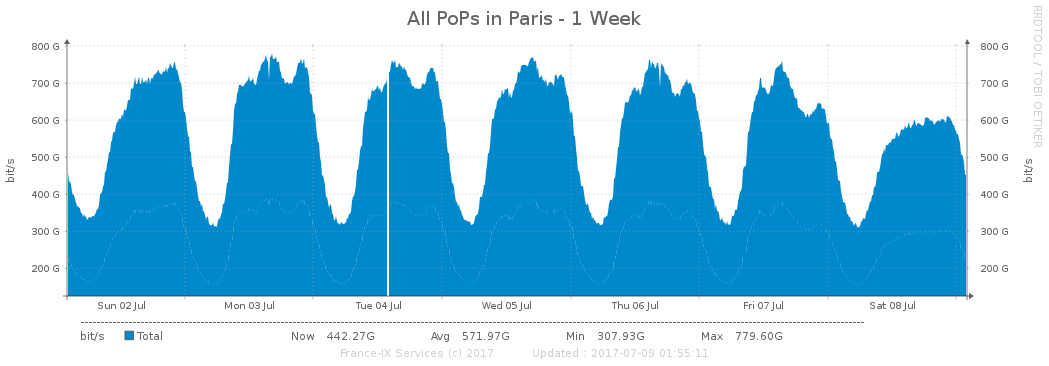 All PoPs in Paris - 1 Week
RRDTOOL / TOBI OETIKER
bit/s
800 G
700 G
600 G
500 G
400 G
300 G
200 G
800 G
700 G
600 G
500 G
400 G
300 G
200 G
bit/s
Sun 02 Jul Mon 03 Jul Tue 04 Jul Wed 05 Jul Thu 06 Jul Fri 07 Jul Sat 08 Jul
bit/s Total Now 442.27G Avg 571.97G Min 307.93G Max 779.60G
France-IX Services (c) 2017 Updated : 2017-07-09 01:55:11